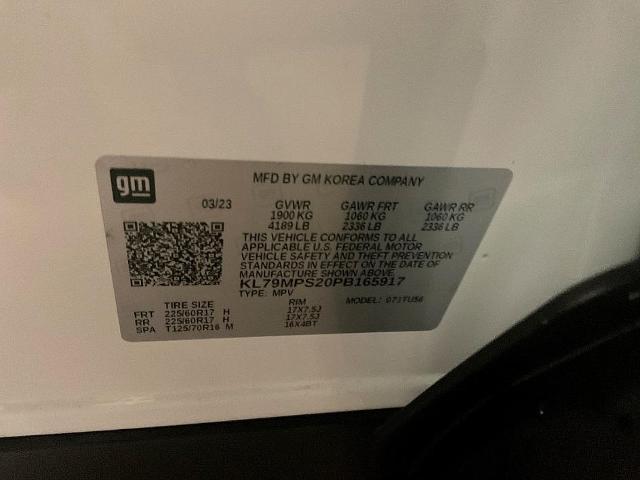 gm
MFD BY GM KOREA COMPANY
03/23 GVWR GAWR FRT GAWR RR
1900 KG 1060 KG 1060 KG
4189 LB 2336 LB 2336 LB
THIS VEHICLE CONFORMS TO ALL
APPLICABLE U.S. FEDERAL MOTOR
VEHICLE SAFETY AND THEFT PREVENTION
STANDARDS IN EFFECT ON THE DATE OF
MANUFACTURE SHOWN ABOVE
KL79MPS20PB165917
TYPE: MPV MODEL: 071TU56
TIRE SIZE RIM
FRT 225/60R17 H 17X7.5J
RR 225/60R17 H 17X7.5J
SPA T125/70R16 M 16X4BT